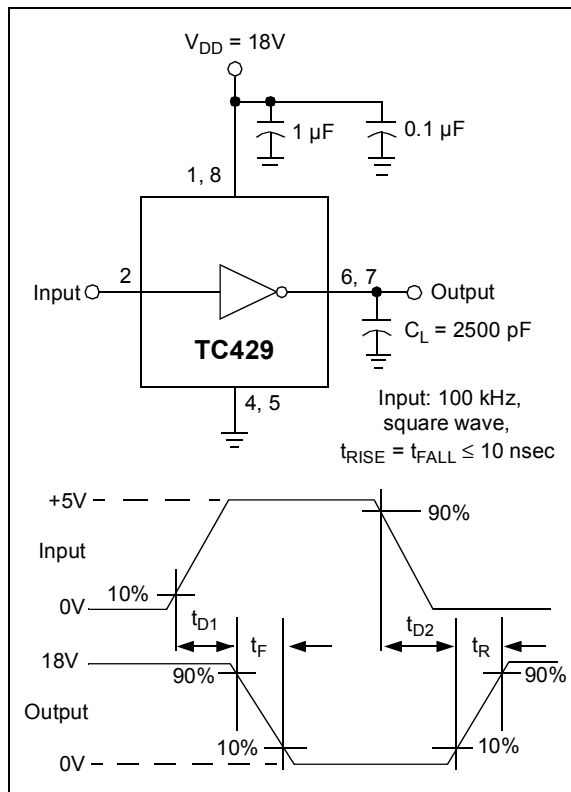 V_DD = 18V
1 µF
0.1 µF
1, 8
Input
2
6, 7
Output
TC429
C_L = 2500 pF
4, 5
Input: 100 kHz,
square wave,
t_RISE = t_FALL ≤ 10 nsec
+5V
90%
Input
10%
0V
t_D1
t_F
t_D2
t_R
18V
90%
90%
Output
10%
10%
0V